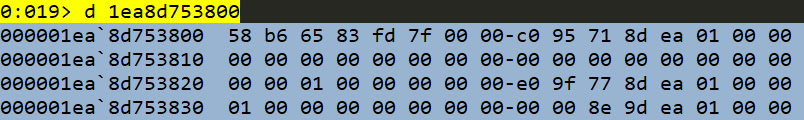 0:019> d 1ea8d753800
000001ea`8d753800  58 b6 65 83 fd 7f 00 00-c0 95 71 8d ea 01 00 00
000001ea`8d753810  00 00 00 00 00 00 00 00-00 00 00 00 00 00 00 00
000001ea`8d753820  00 00 01 00 00 00 00 00-e0 9f 77 8d ea 01 00 00
000001ea`8d753830  01 00 00 00 00 00 00 00-00 00 8e 9d ea 01 00 00